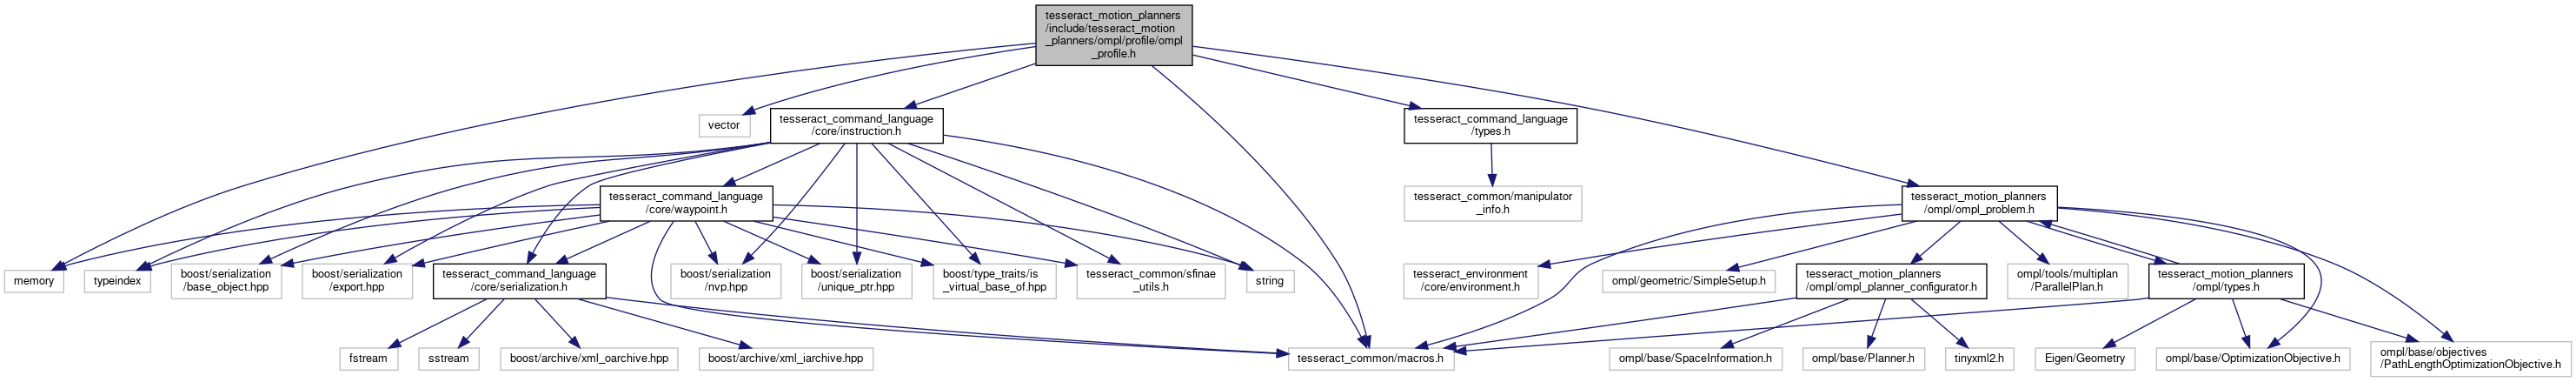 tesseract_motion_planners
/include/tesseract_motion
_planners/ompl/profile/ompl
_profile.h
vector
tesseract_command_language
/core/instruction.h
tesseract_command_language
/types.h
tesseract_command_language
/core/waypoint.h
tesseract_common/manipulator
_info.h
tesseract_motion_planners
/ompl/ompl_problem.h
memory
typeindex
boost/serialization
/base_object.hpp
boost/serialization
/export.hpp
tesseract_command_language
/core/serialization.h
boost/serialization
/nvp.hpp
boost/serialization
/unique_ptr.hpp
boost/type_traits/is
_virtual_base_of.hpp
tesseract_common/sfinae
_utils.h
string
tesseract_environment
/core/environment.h
ompl/geometric/SimpleSetup.h
tesseract_motion_planners
/ompl/ompl_planner_configurator.h
ompl/tools/multiplan
/ParallelPlan.h
tesseract_motion_planners
/ompl/types.h
fstream
sstream
boost/archive/xml_oarchive.hpp
boost/archive/xml_iarchive.hpp
tesseract_common/macros.h
ompl/base/SpaceInformation.h
ompl/base/Planner.h
tinyxml2.h
Eigen/Geometry
ompl/base/OptimizationObjective.h
ompl/base/objectives
/PathLengthOptimizationObjective.h